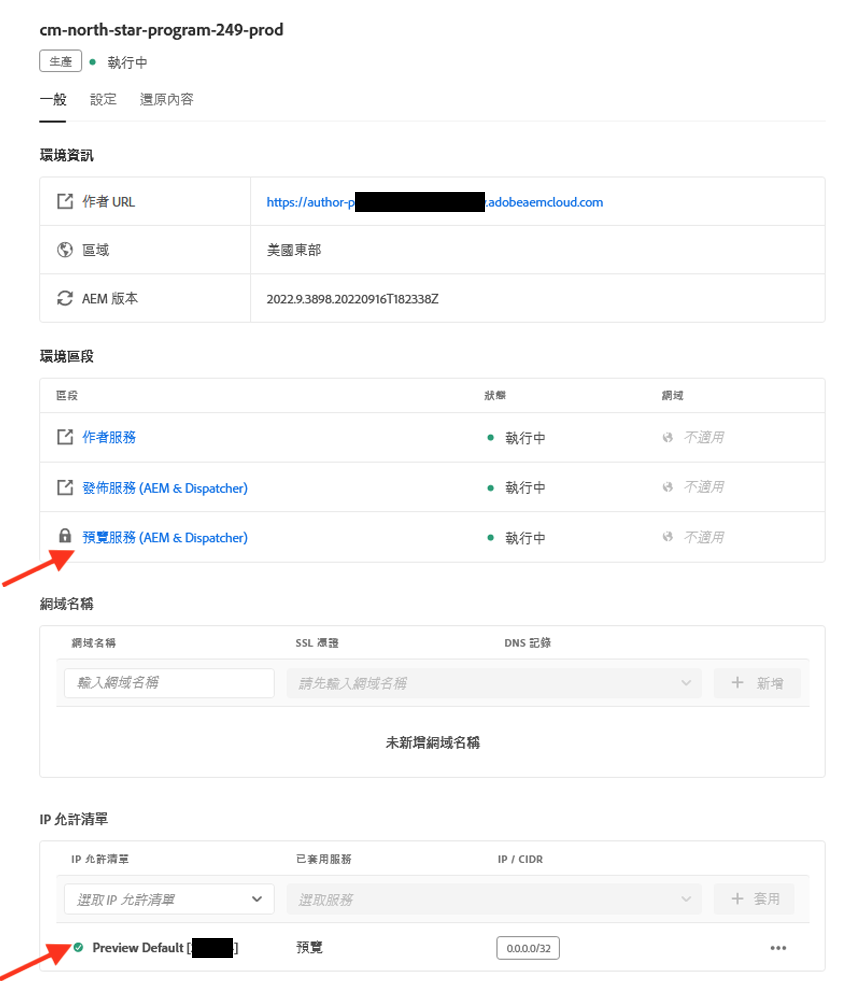 cm-north-star-program-249-prod
生產 執行中
一般 設定 還原內容
環境資訊
作者 URL https://author-p .adobeaemcloud.com
區域 美國東部
AEM 版本 2022.9.3898.20220916T182338Z
環境區段
區段 狀態 網域
作者服務 執行中 不適用
發佈服務 (AEM & Dispatcher) 執行中 不適用
預覽服務 (AEM & Dispatcher) 執行中 不適用
網域名稱
網域名稱 SSL 憑證 DNS 記錄
輸入網域名稱 請先輸入網域名稱 + 新增
未新增網域名稱
IP 允許清單
IP 允許清單 已套用服務 IP / CIDR
選取 IP 允許清單 選取服務 + 套用
Preview Default [ ] 預覽 0.0.0.0/32 •••